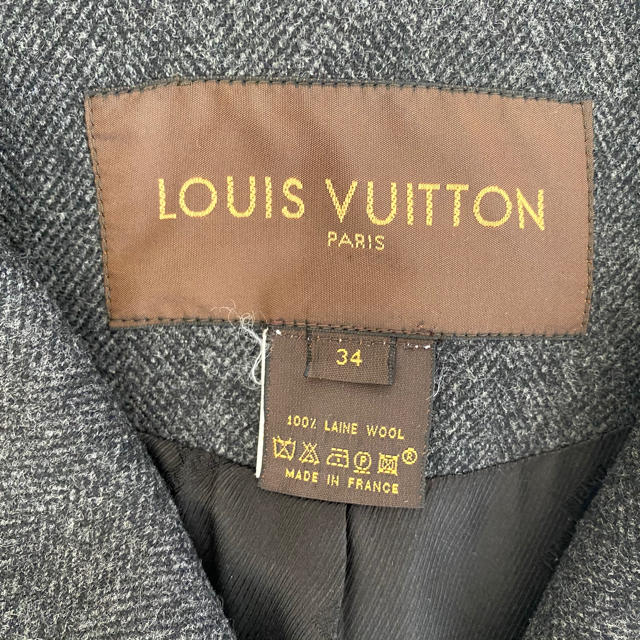 LOUIS VUITTON
PARIS
34
100% LAINE WOOL
P ®
MADE IN FRANCE